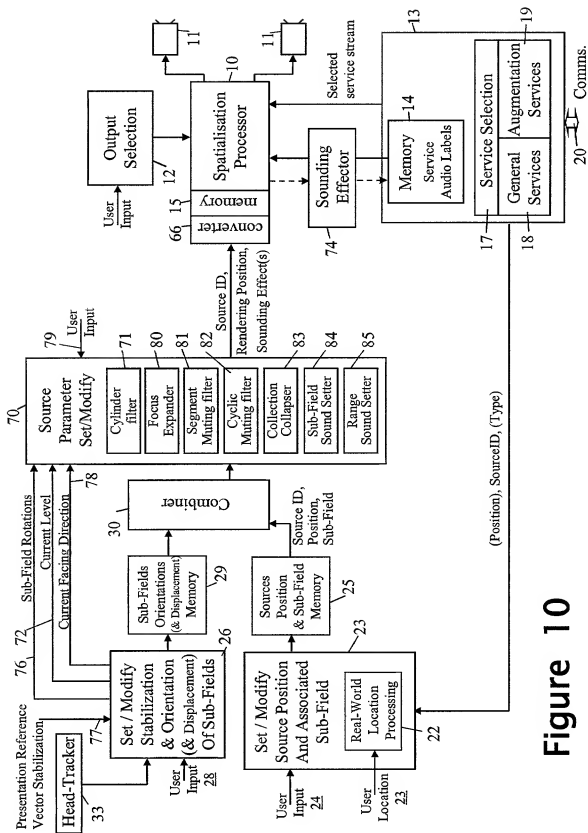 Presentation Reference
Vector Stabilization
Head-Tracker
33
77
76
72
78
Sub-Field Rotations
Current Level
Current Facing Direction
Set / Modify
Stabilization
& Orientation
(& Displacement)
Of Sub-Fields
26
User
Input
28
Sub-Fields
Orientations
(& Displacement)
Memory
29
Set / Modify
Source Position
And Associated
Sub-Field
23
Real-World
Location
Processing
22
User
Input
24
User
Location
23
Sources
Position
& Sub-Field
Memory
25
Combiner
30
Source ID,
Position,
Sub-Field
70
Source
Parameter
Set/Modify
79
User
Input
Cylinder
filter
71
Focus
Expander
80
Segment
Muting filter
81
Cyclic
Muting filter
82
Collection
Collapser
83
Sub-Field
Sound Setter
84
Range
Sound Setter
85
Source ID,
Rendering Position,
Sounding Effect(s)
User
Input
Output
Selection
12
66
15
converter
memory
Spatialisation
Processor
10
11
11
Sounding
Effector
74
Selected
service stream
13
Memory
14
Service
Audio Labels
Service Selection
17
General
Services
18
Augmentation
Services
19
20
Comms.
(Position), SourceID, (Type)
Figure 10